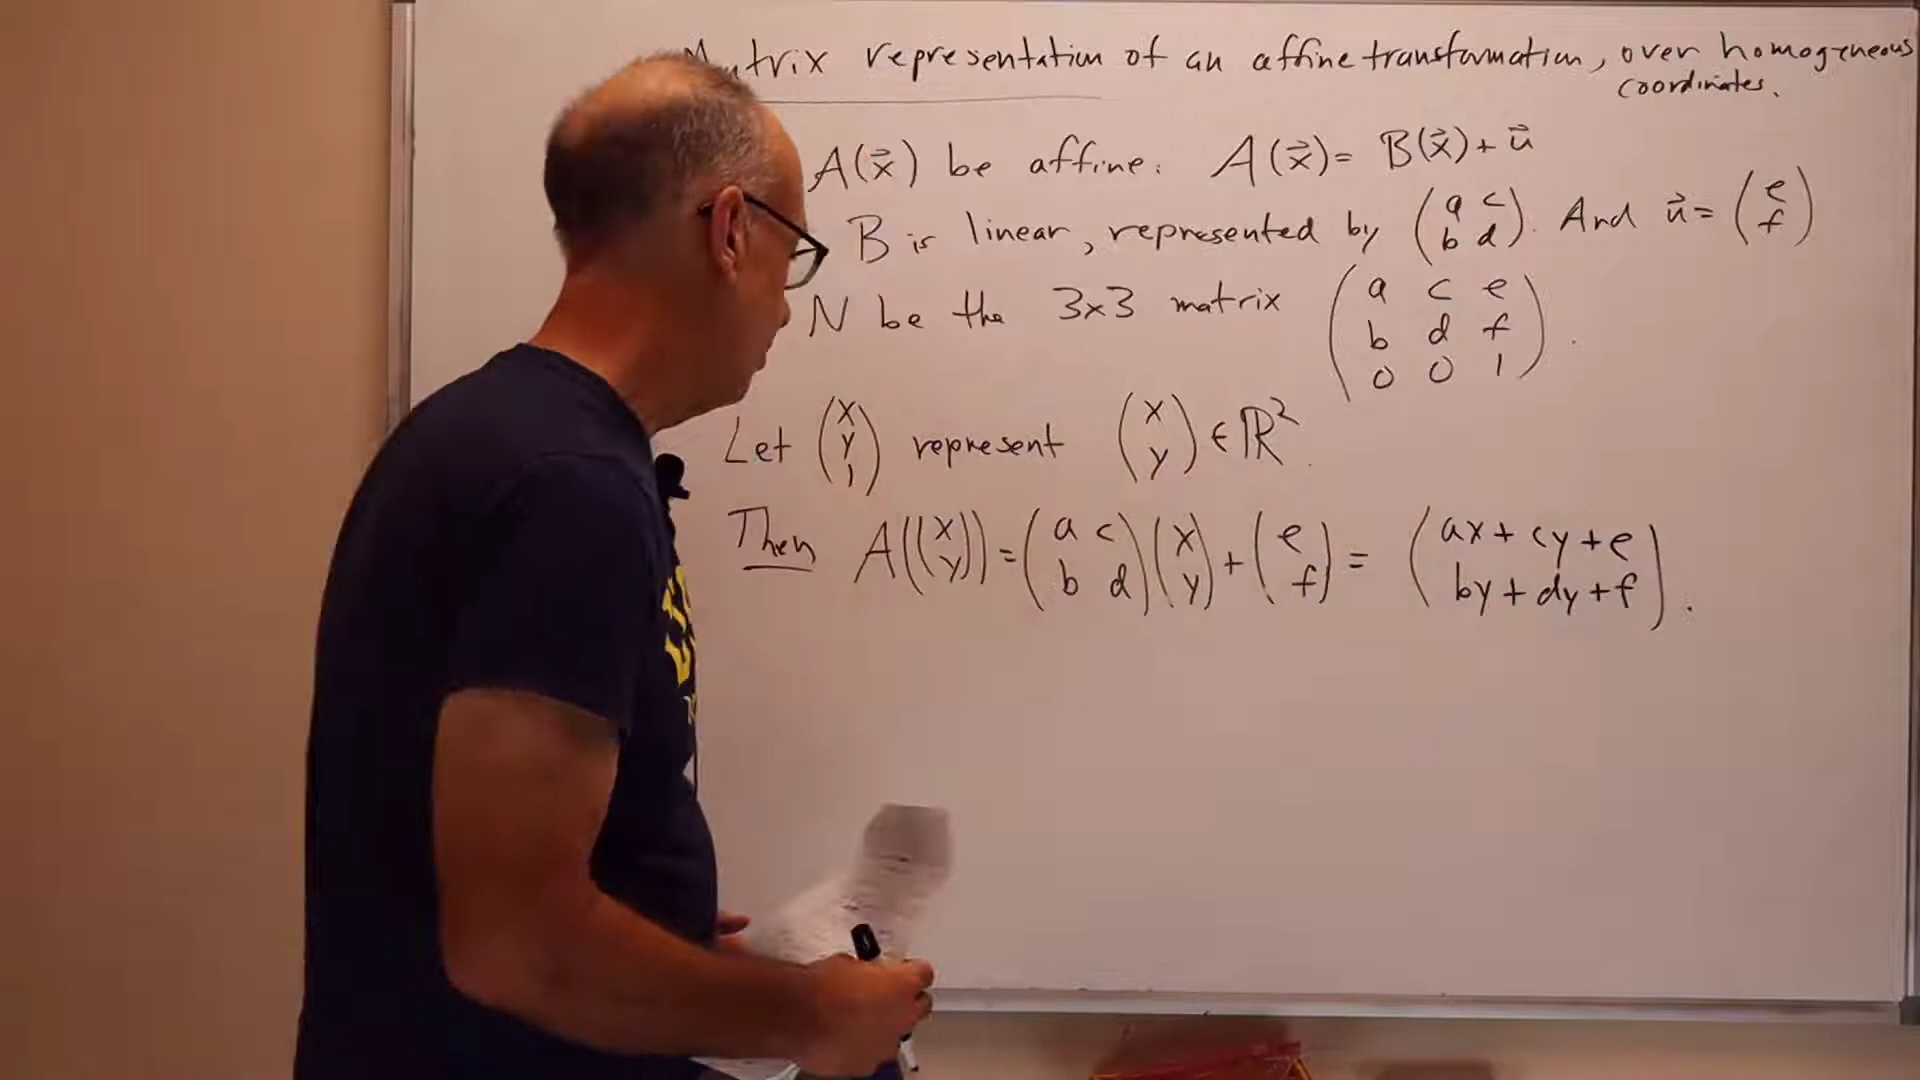 Matrix representation of an affine transformation, over homogeneous
coordinates.
A(x⃗) be affine: A(x⃗) = B(x⃗) + u⃗
B is linear, represented by (a c; b d). And u⃗ = (e; f)
N be the 3x3 matrix (a c e; b d f; 0 0 1).
Let (x; y; 1) represent (x; y) ∈ ℝ².
Then A((x; y)) = (a c; b d)(x; y) + (e; f) = (ax + cy + e; by + dy + f).